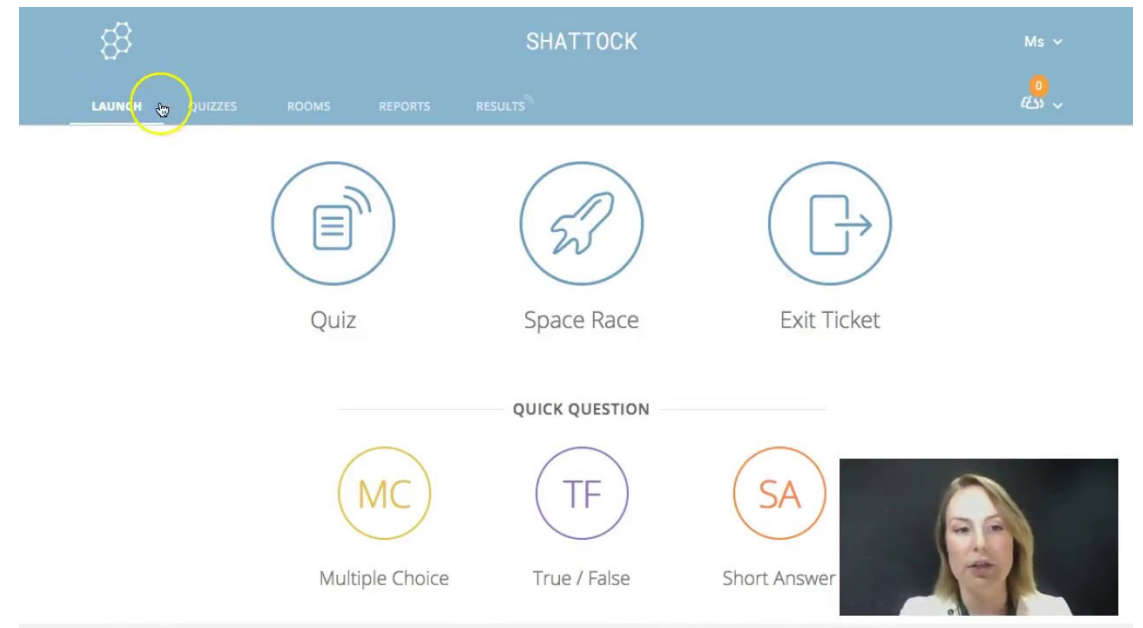 SHATTOCK
Ms
0
LAUNCH QUIZZES ROOMS REPORTS RESULTS
Quiz Space Race Exit Ticket
QUICK QUESTION
MC TF SA
Multiple Choice True / False Short Answer